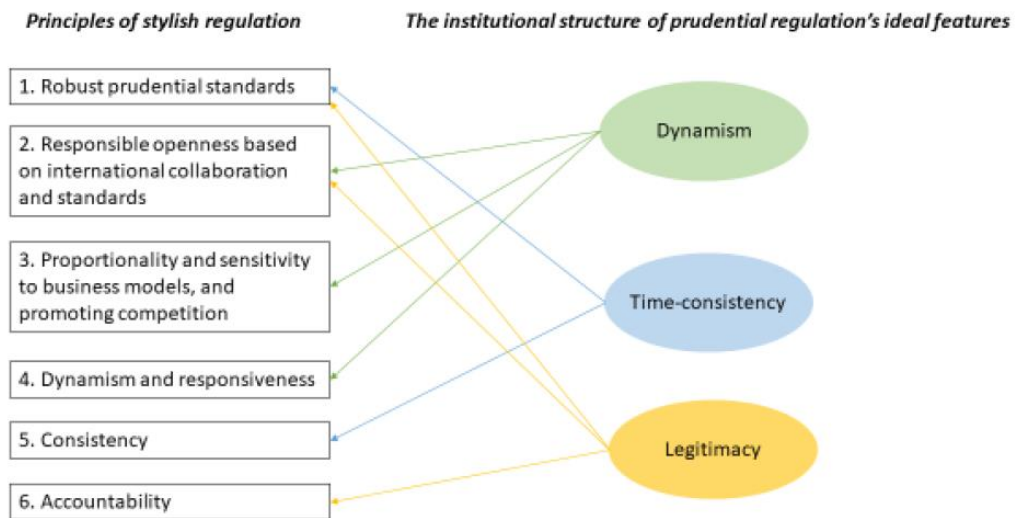 Principles of stylish regulation
The institutional structure of prudential regulation's ideal features
1. Robust prudential standards
2. Responsible openness based
on international collaboration
and standards
3. Proportionality and sensitivity
to business models, and
promoting competition
4. Dynamism and responsiveness
5. Consistency
6. Accountability
Dynamism
Time-consistency
Legitimacy